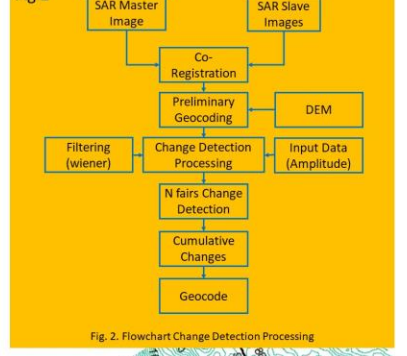 SAR Master
Image
SAR Slave
Images
Co-
Registration
Preliminary
Geocoding
DEM
Filtering
(wiener)
Change Detection
Processing
Input Data
(Amplitude)
N fairs Change
Detection
Cumulative
Changes
Geocode
Fig. 2. Flowchart Change Detection Processing